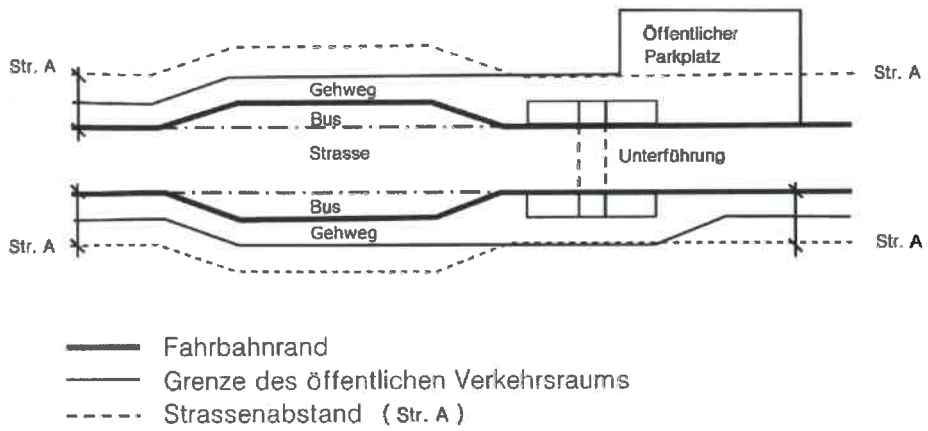 Öffentlicher
Parkplatz
Str. A
Str. A
Gehweg
Bus
Strasse
Unterführung
Bus
Gehweg
Str. A
Str. A
Fahrbahnrand
Grenze des öffentlichen Verkehrsraums
Strassenabstand ( Str. A )